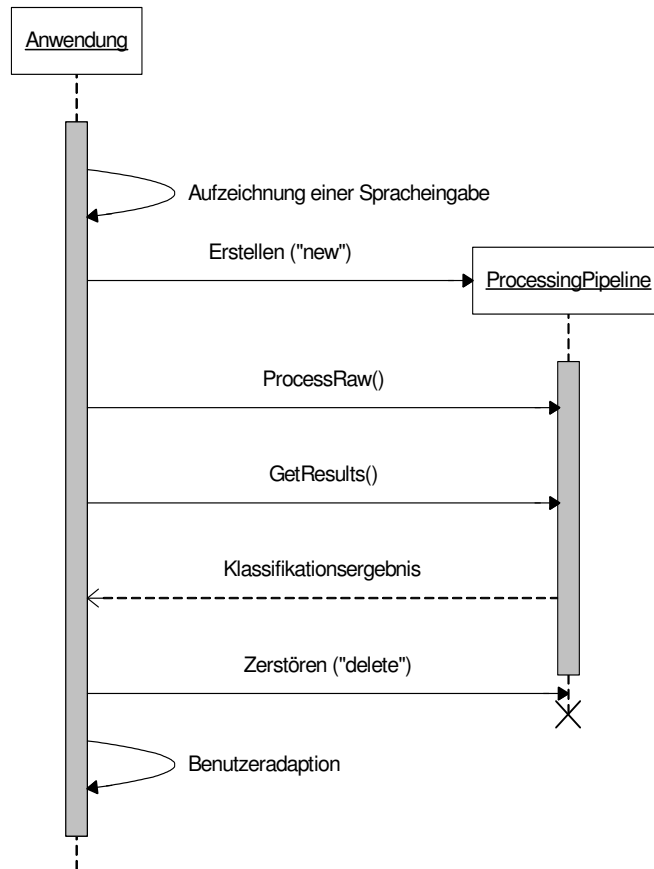 Anwendung
Aufzeichnung einer Spracheingabe
Erstellen ("new")
ProcessingPipeline
ProcessRaw()
GetResults()
Klassifikationsergebnis
Zerstören ("delete")
Benutzeradaption